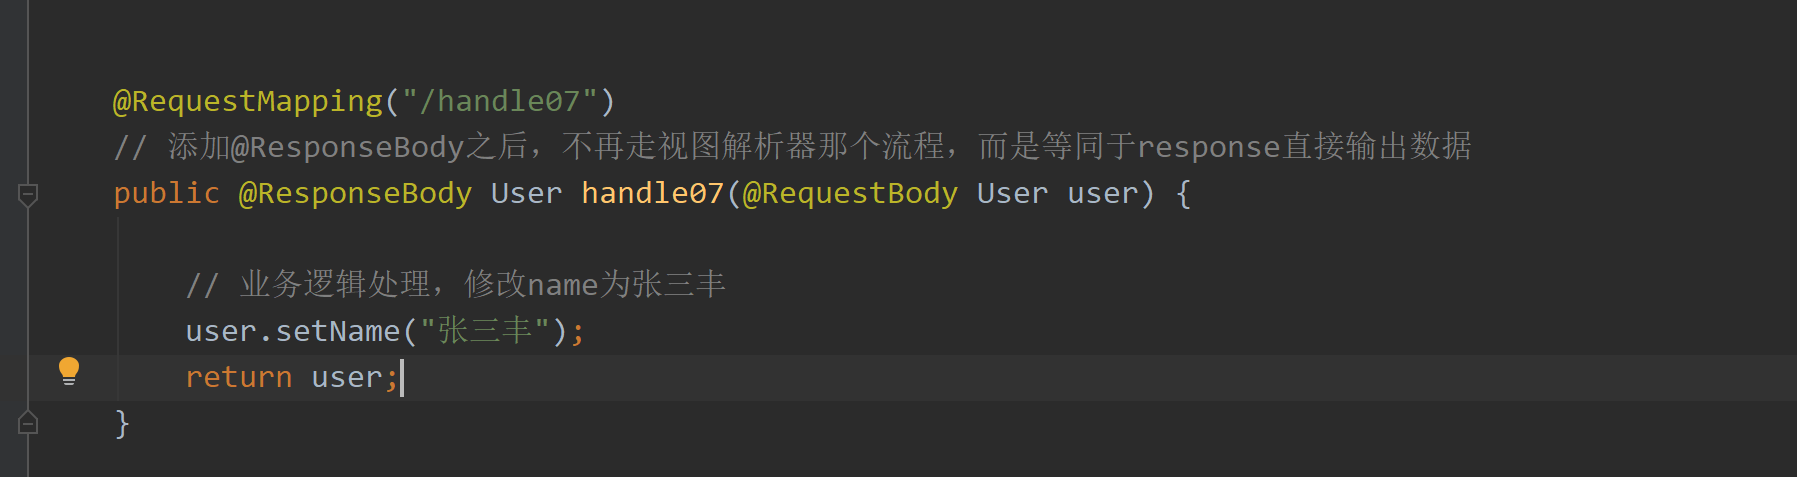 @RequestMapping("/handle07")
// 添加@ResponseBody之后，不再走视图解析器那个流程，而是等同于response直接输出数据
public @ResponseBody User handle07(@RequestBody User user) {
// 业务逻辑处理，修改name为张三丰
user.setName("张三丰");
return user;
}